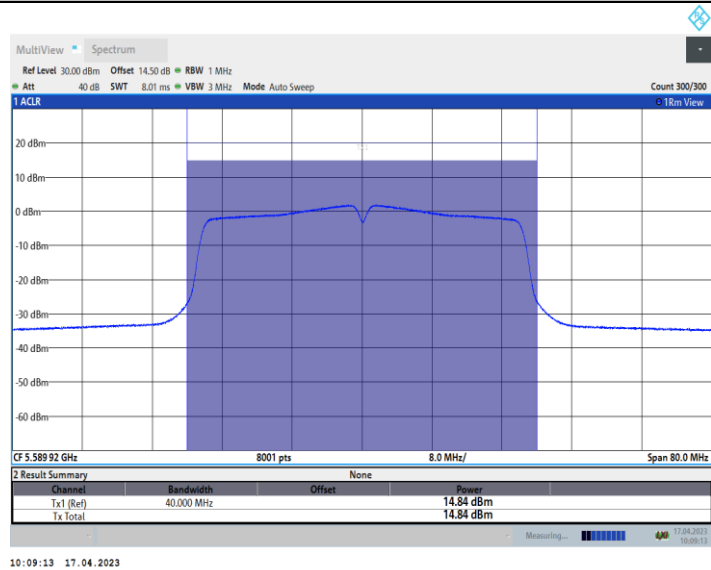 MultiView Spectrum
Ref Level 30.00 dBm Offset 14.50 dB RBW 1 MHz
Att 40 dB SWT 8.01 ms VBW 3 MHz Mode Auto Sweep Count 300/300
1 ACLR 1Rm View
20 dBm
10 dBm
0 dBm
-10 dBm
-20 dBm
-30 dBm
-40 dBm
-50 dBm
-60 dBm
CF 5.589 92 GHz 8001 pts 8.0 MHz/ Span 80.0 MHz
2 Result Summary None
Channel Bandwidth Offset Power
Tx1 (Ref) 40.000 MHz 14.84 dBm
Tx Total 14.84 dBm
Measuring... 17.04.2023
10:09:13
10:09:13 17.04.2023